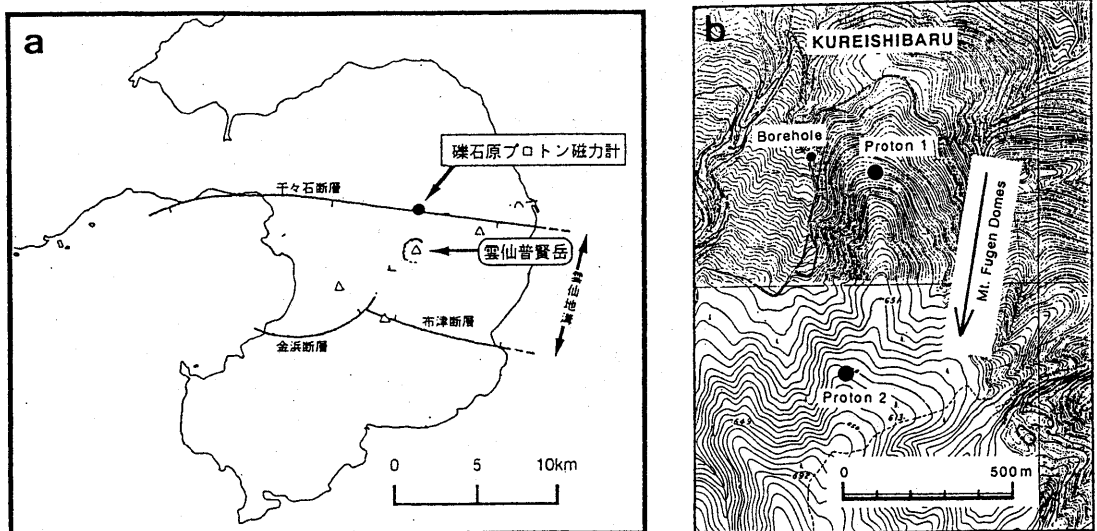 a
礫石原プロトン磁力計
千々石断層
雲仙普賢岳
雲仙地溝
布津断層
金浜断層
0 5 10km
b
KUREISHIBARU
Borehole
Proton 1
Mt. Fugen Domes
Proton 2
0 500m